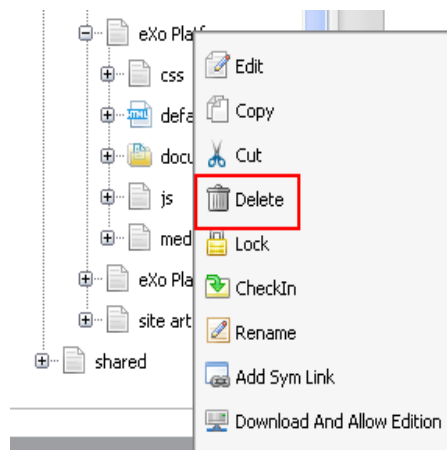 eXo Pla
css
defa
docu
js
med
eXo Pla
site art
shared
Edit
Copy
Cut
Delete
Lock
CheckIn
Rename
Add Sym Link
Download And Allow Edition